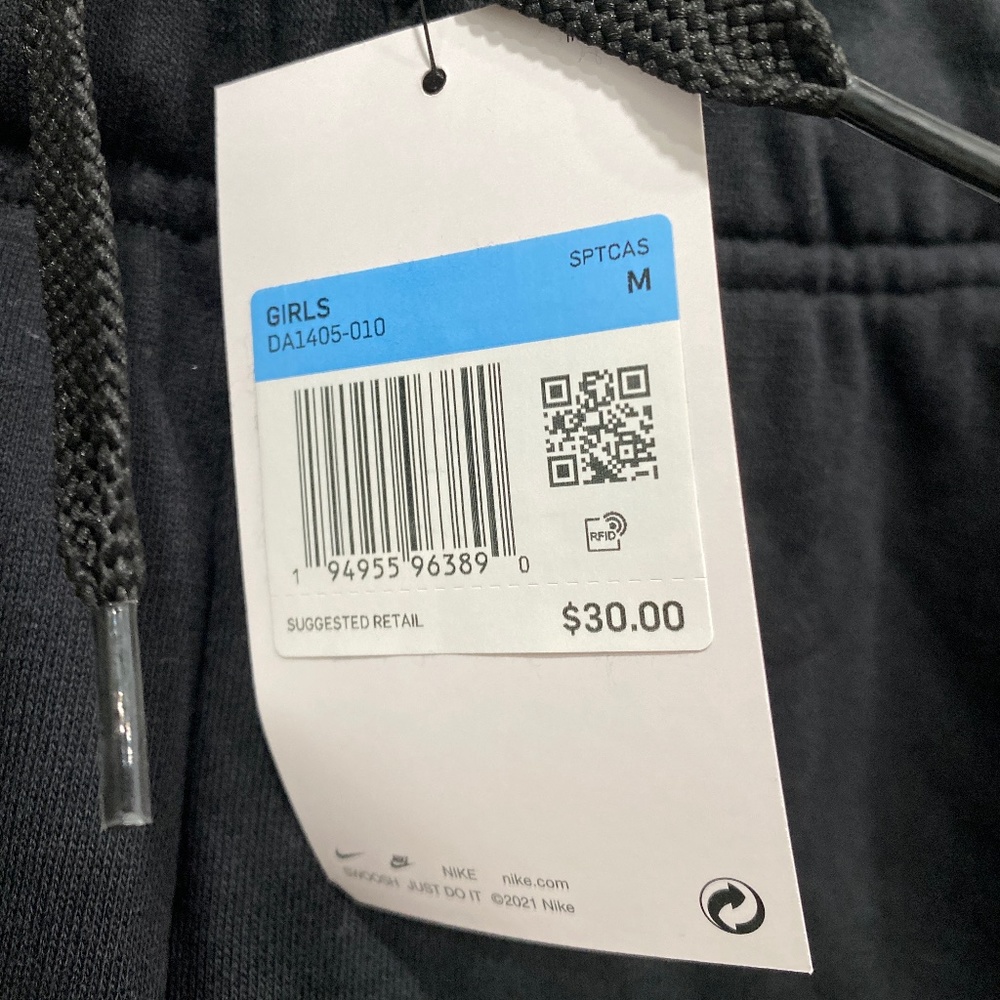 SPTCAS
GIRLS
M
DA1405-010
RFID
1 94955 96389 0
SUGGESTED RETAIL
$30.00
NIKE nike.com
SWOOSH JUST DO IT ©2021 Nike